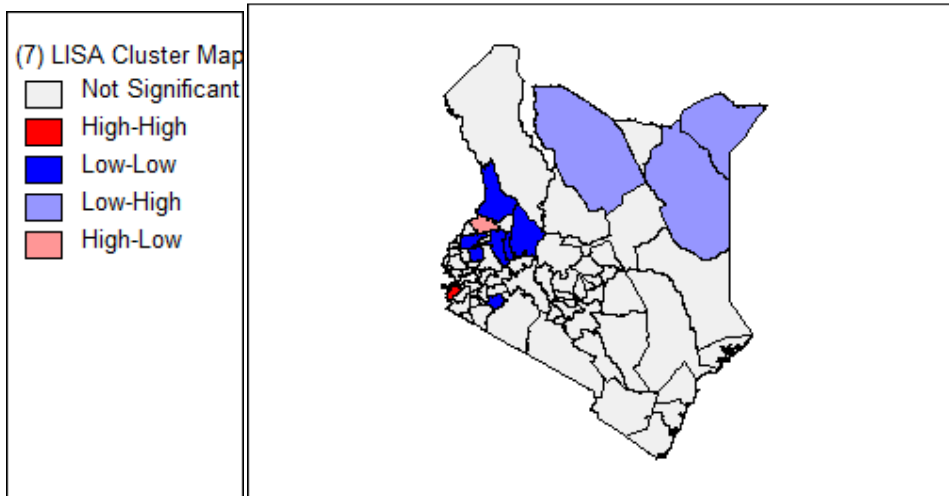 (7) LISA Cluster Map
Not Significant
High-High
Low-Low
Low-High
High-Low